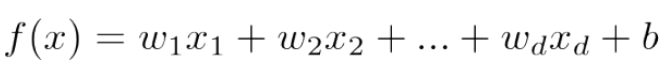 f(x) = w₁x₁ + w₂x₂ + ... + w_dx_d + b